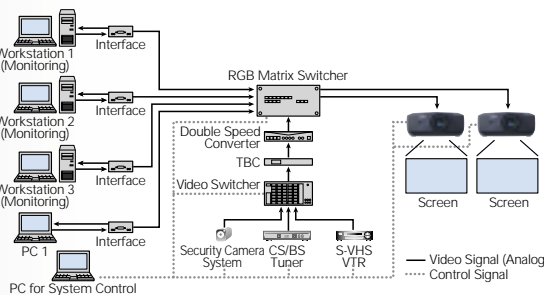 Workstation 1
(Monitoring)
Interface
RGB Matrix Switcher
Workstation 2
(Monitoring)
Interface
Double Speed
Converter
TBC
Workstation 3
(Monitoring)
Interface
Video Switcher
Screen
Screen
PC 1
Interface
Security Camera
System
CS/BS
Tuner
S-VHS
VTR
Video Signal (Analog
Control Signal
PC for System Control